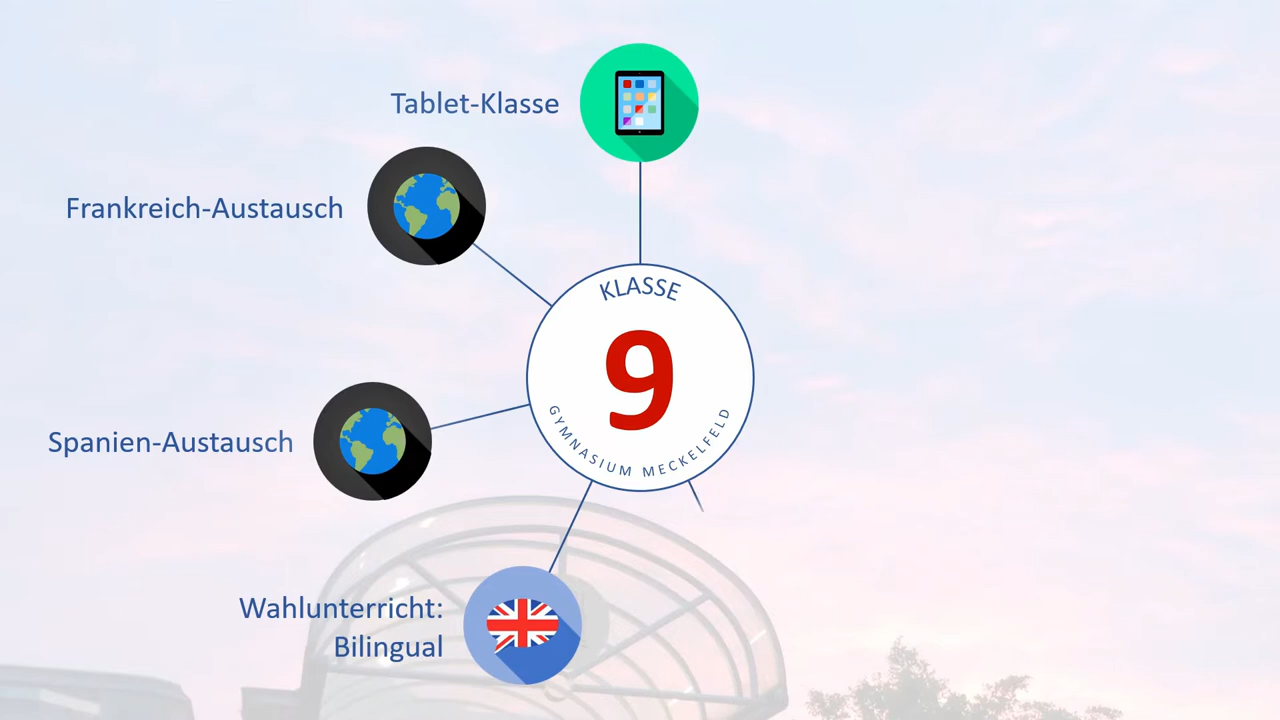 Tablet-Klasse
Frankreich-Austausch
KLASSE
9
GYMNASIUM MECKELFELD
Spanien-Austausch
Wahlunterricht:
Bilingual